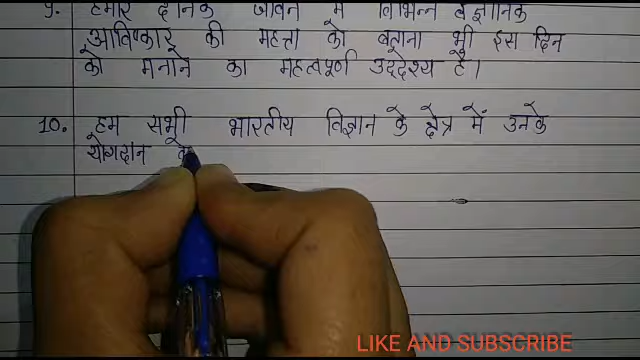 9. हमारे दैनिक जीवन में विभिन्न वैज्ञानिक
आविष्कार की महत्ता को बताना भी इस दिन
को मनाने का महत्वपूर्ण उद्देश्य है।
10. हम सभी भारतीय विज्ञान के क्षेत्र में उनके
योगदान
LIKE AND SUBSCRIBE